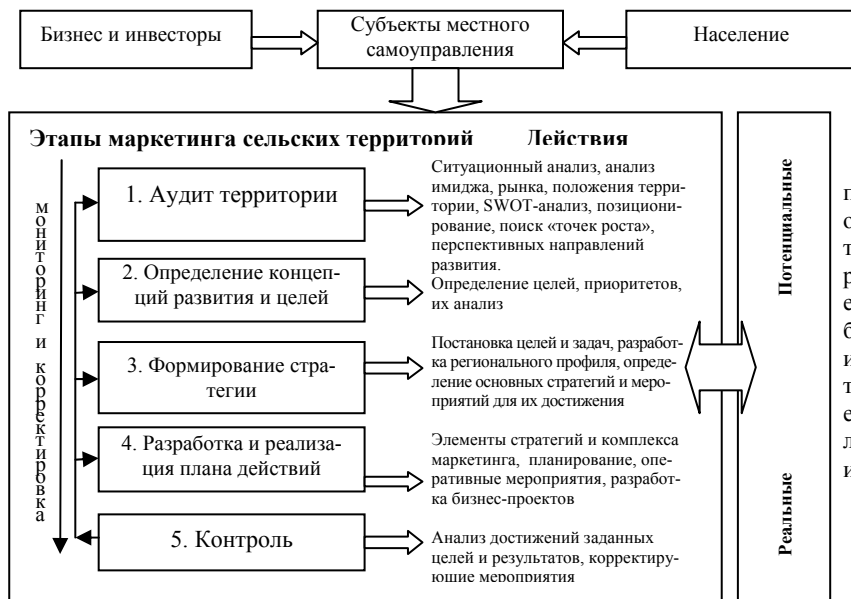 Бизнес и инвесторы
Субъекты местного
самоуправления
Население
Этапы маркетинга сельских территорий
Действия
мониторинг и корректировка
1. Аудит территории
Ситуационный анализ, анализ
имиджа, рынка, положения терри-
тории, SWOT-анализ, позициони-
рование, поиск «точек роста»,
перспективных направлений
развития.
2. Определение концеп-
ций развития и целей
Определение целей, приоритетов,
их анализ
3. Формирование стра-
тегии
Постановка целей и задач, разработ-
ка регионального профиля, опреде-
ление основных стратегий и меро-
приятий для их достижения
4. Разработка и реализа-
ция плана действий
Элементы стратегий и комплекса
маркетинга, планирование, опе-
ративные мероприятия, разработ-
ка бизнес-проектов
5. Контроль
Анализ достижений заданных
целей и результатов, корректиру-
ющие мероприятия
Потенциальные
Реальные
потребители